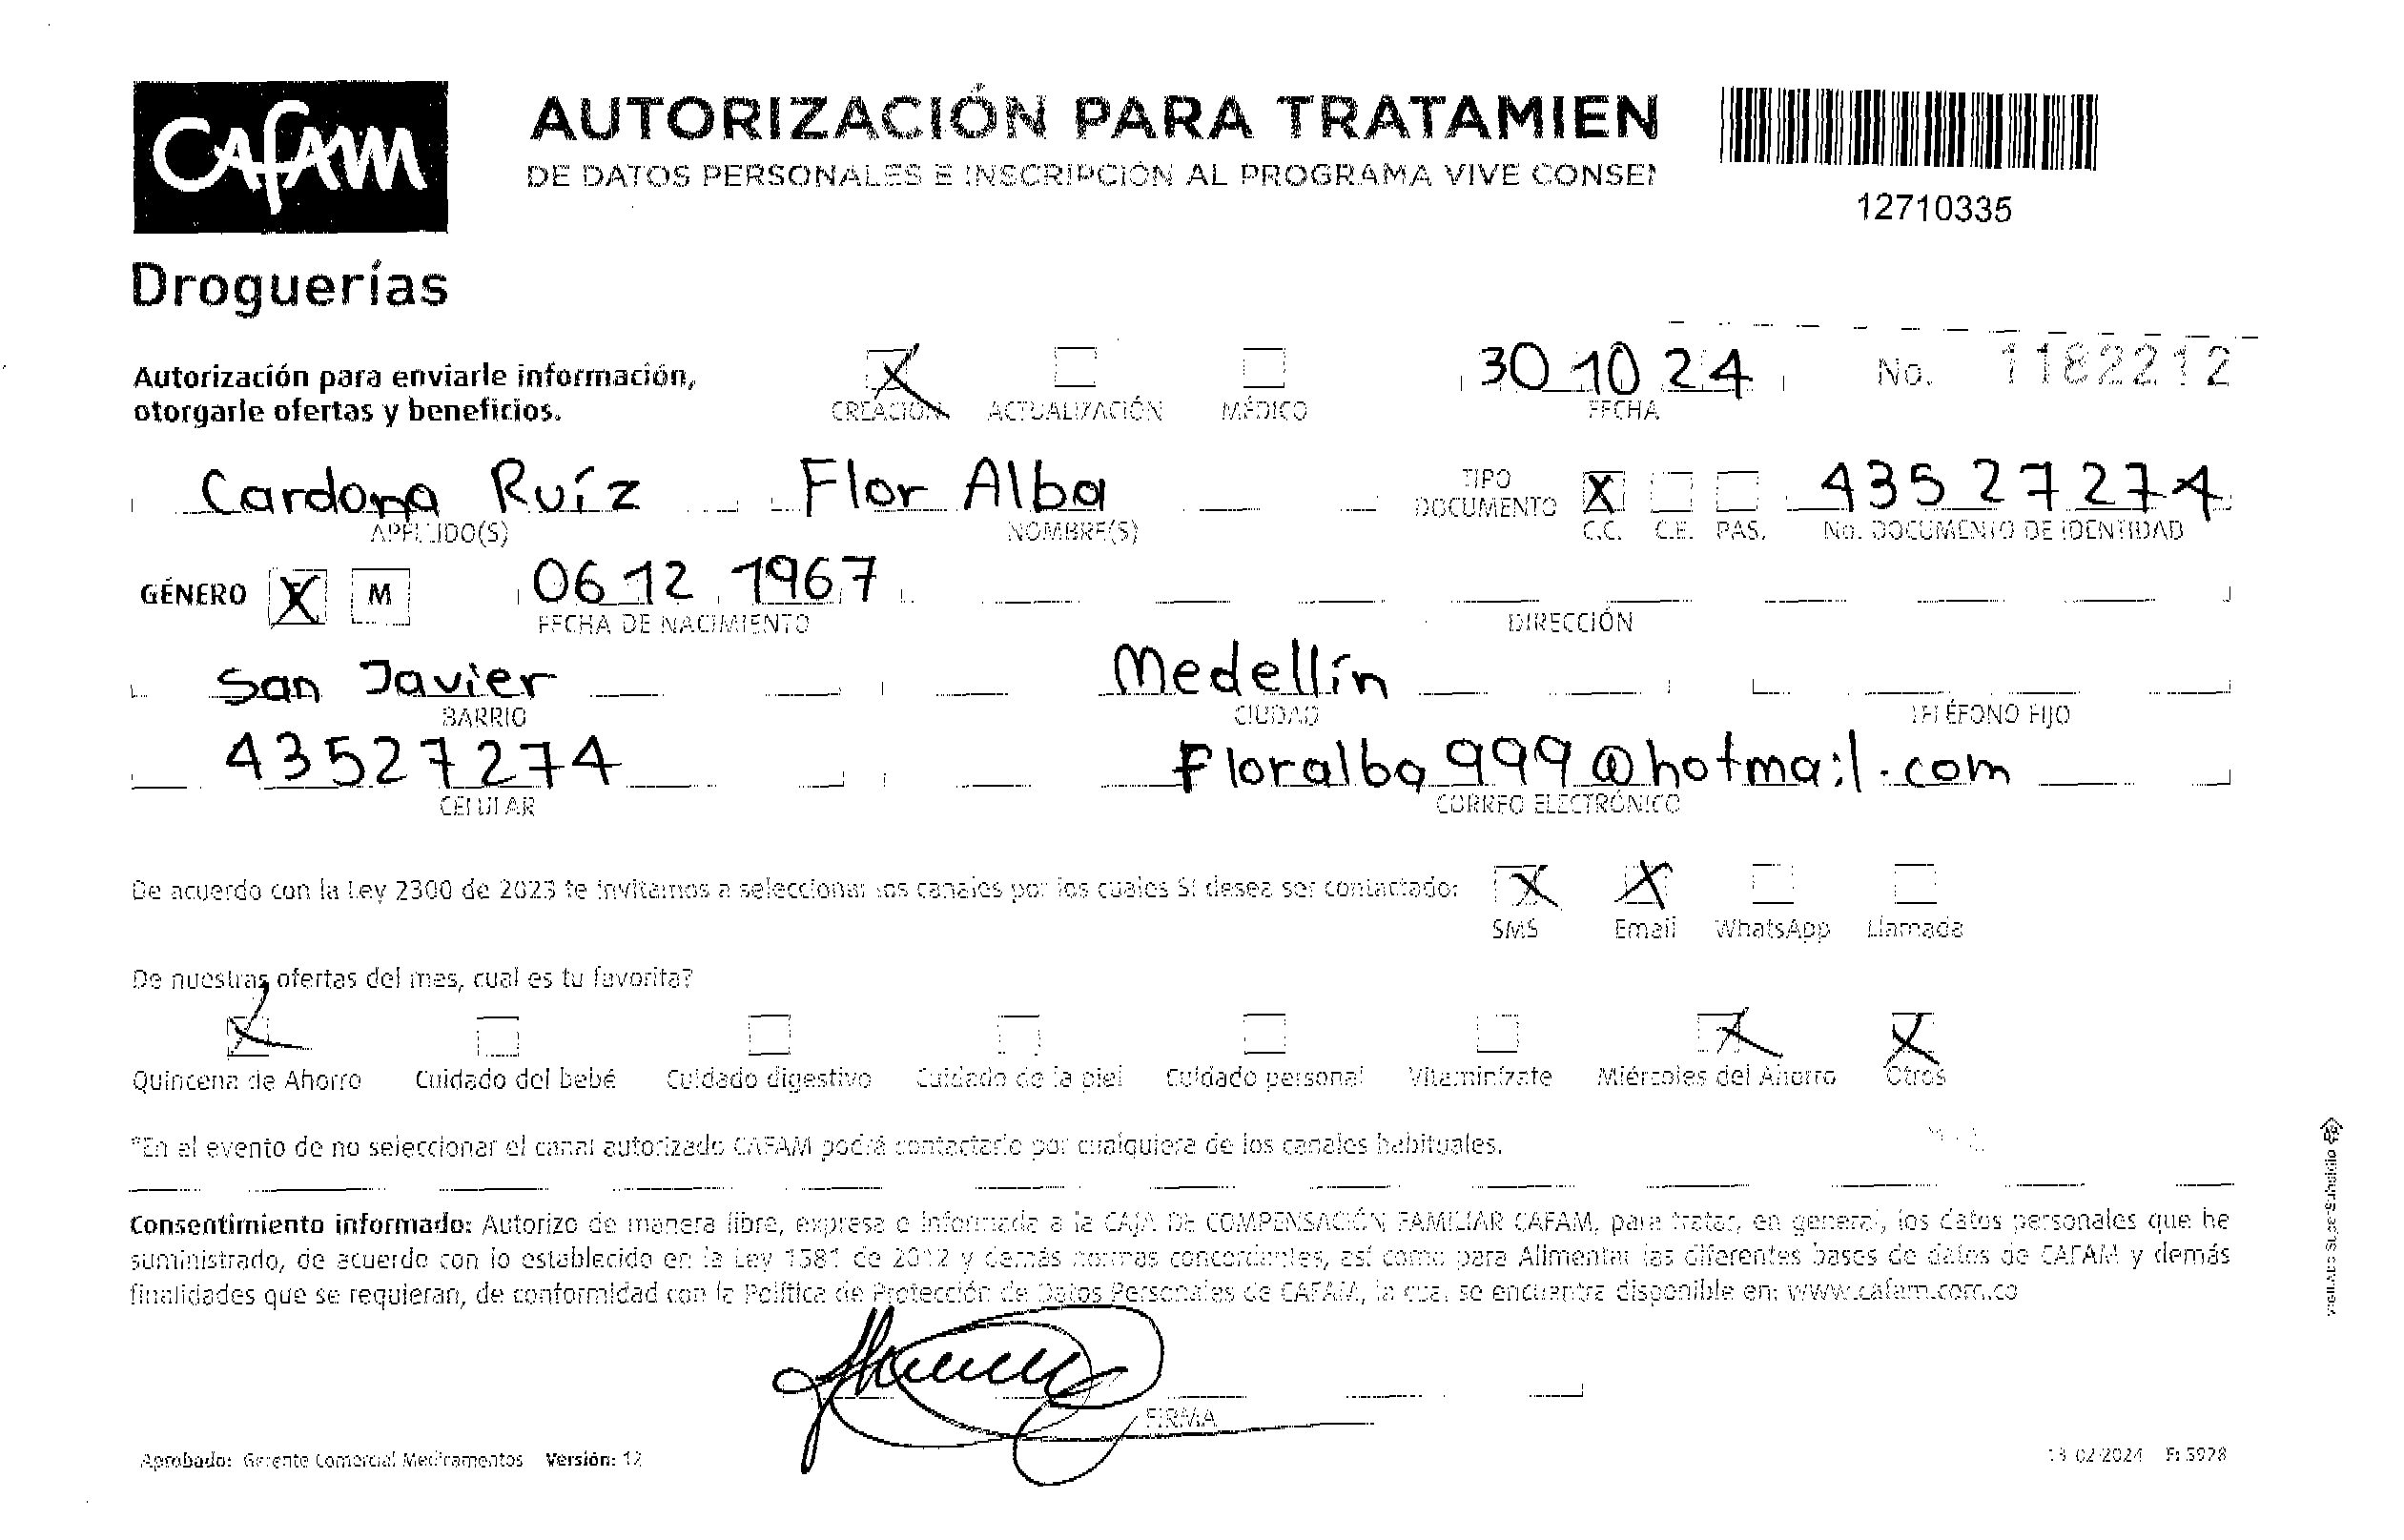 CAFAM
Droguerías
AUTORIZACIÓN PARA TRATAMIEN
DE DATOS PERSONALES E INSCRIPCIÓN AL PROGRAMA VIVE CONSE
12710335
Autorización para enviarle información,
otorgarle ofertas y beneficios.
X CREACIÓN ACTUALIZACIÓN MÉDICO
30 10 24
FECHA
No. 1182212
Cardona Ruíz Flor Alba
APELLIDO(S) NOMBRE(S)
TIPO DOCUMENTO X C.C. C.E. PAS.
43527274
No. DOCUMENTO DE IDENTIDAD
GÉNERO X M 06 12 1967
FECHA DE NACIMIENTO DIRECCIÓN
San Javier Medellín
BARRIO CIUDAD TELÉFONO FIJO
43527274 Floralba999@hotmail.com
CELULAR CORREO ELECTRÓNICO
De acuerdo con la Ley 2300 de 2023 te invitamos a seleccionar los canales por los cuales SI desea ser contactado: X X
SMS Email WhatsApp Llamada
De nuestras ofertas del mes, cual es tu favorita?
X X X
Quincena de Ahorro Cuidado del bebé Cuidado digestivo Cuidado de la piel Cuidado personal Vitaminízate Miércoles del Ahorro Otros
*En el evento de no seleccionar el canal autorizado CAFAM podrá contactarlo por cualquiera de los canales habituales.
Consentimiento informado: Autorizo de manera libre, expresa e informada a la CAJA DE COMPENSACIÓN FAMILIAR CAFAM, para tratar, en general, los datos personales que he
suministrado, de acuerdo con lo establecido en la Ley 1581 de 2012 y demás normas concordantes, así como para Alimentar las diferentes bases de datos de CAFAM y demás
finalidades que se requieran, de conformidad con la Política de Protección de Datos Personales de CAFAM, la cual se encuentra disponible en: www.cafam.com.co
FIRMA
Aprobado: Gerente Comercial Medicamentos Versión: 12
13 02 2024 F: 5928
VIGILADO SuperSubsidio